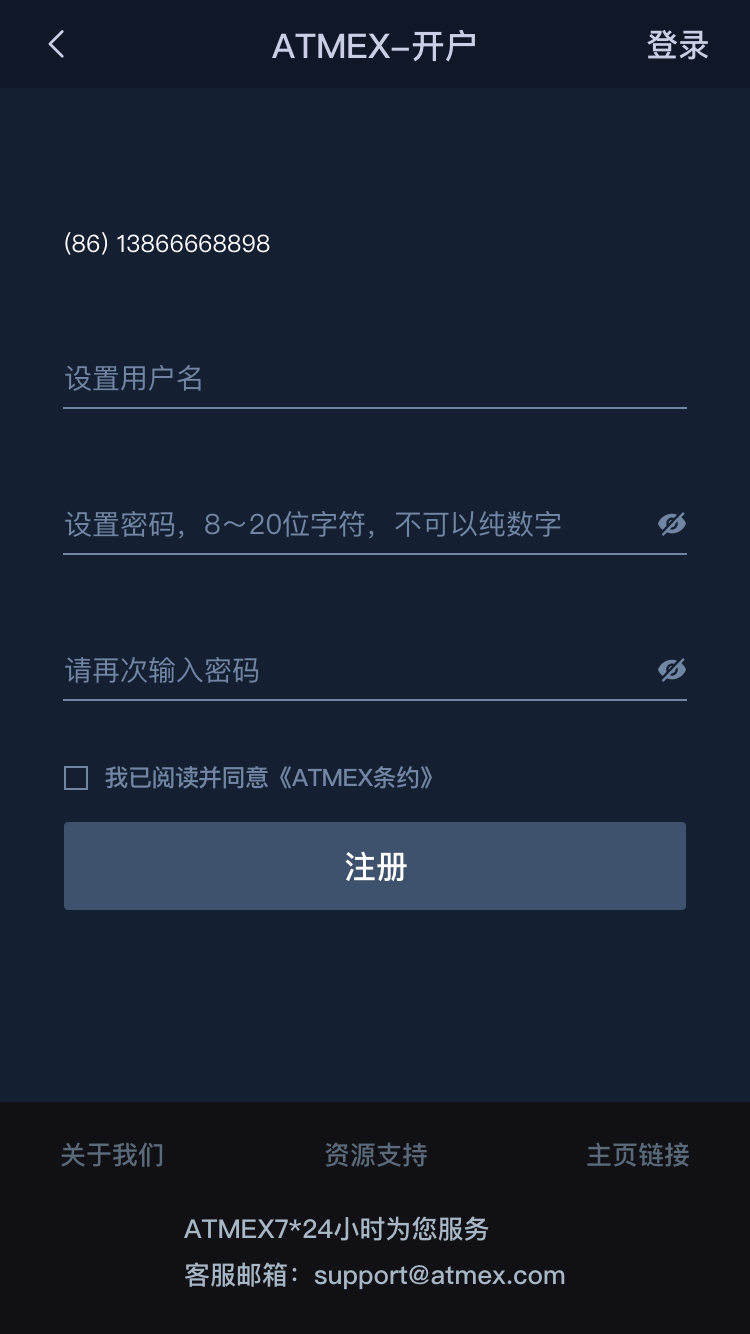 ATMEX-开户
登录
(86) 13866668898
设置用户名
设置密码，8～20位字符，不可以纯数字
请再次输入密码
我已阅读并同意《ATMEX条约》
注册
关于我们 资源支持 主页链接
ATMEX7*24小时为您服务
客服邮箱：support@atmex.com